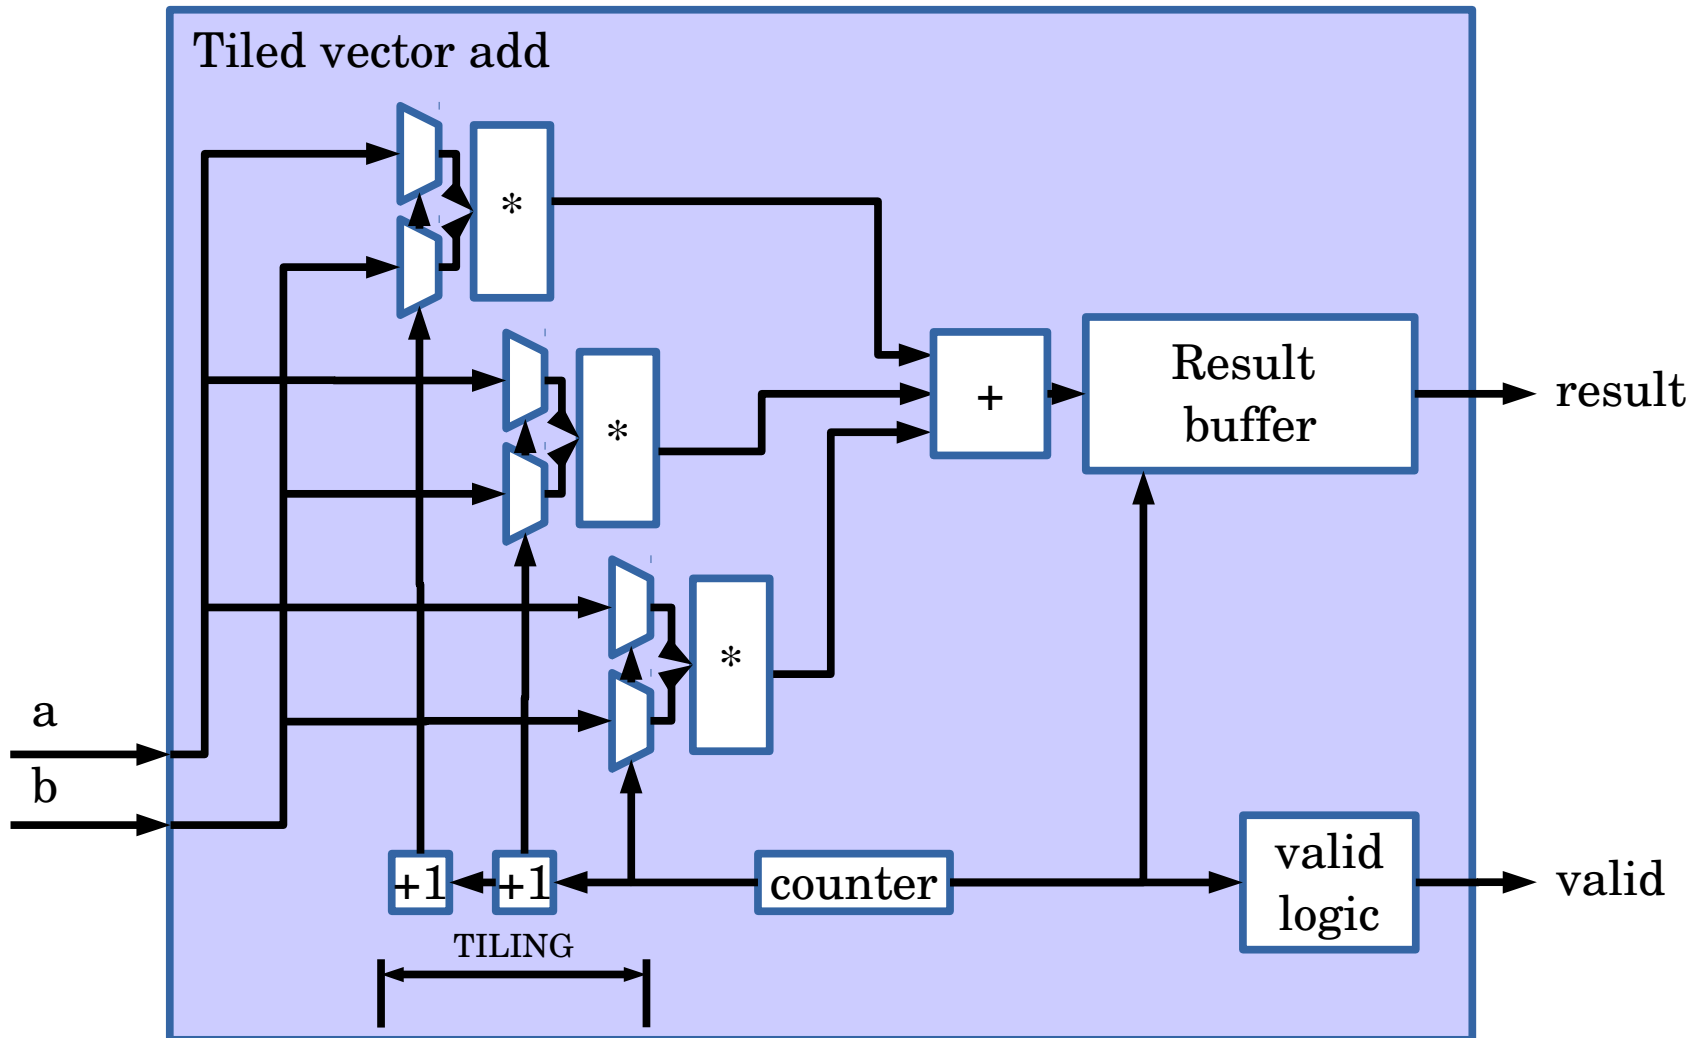 Tiled vector add
*
*
*
+
Result
buffer
result
a
b
+1
+1
counter
valid
logic
valid
TILING